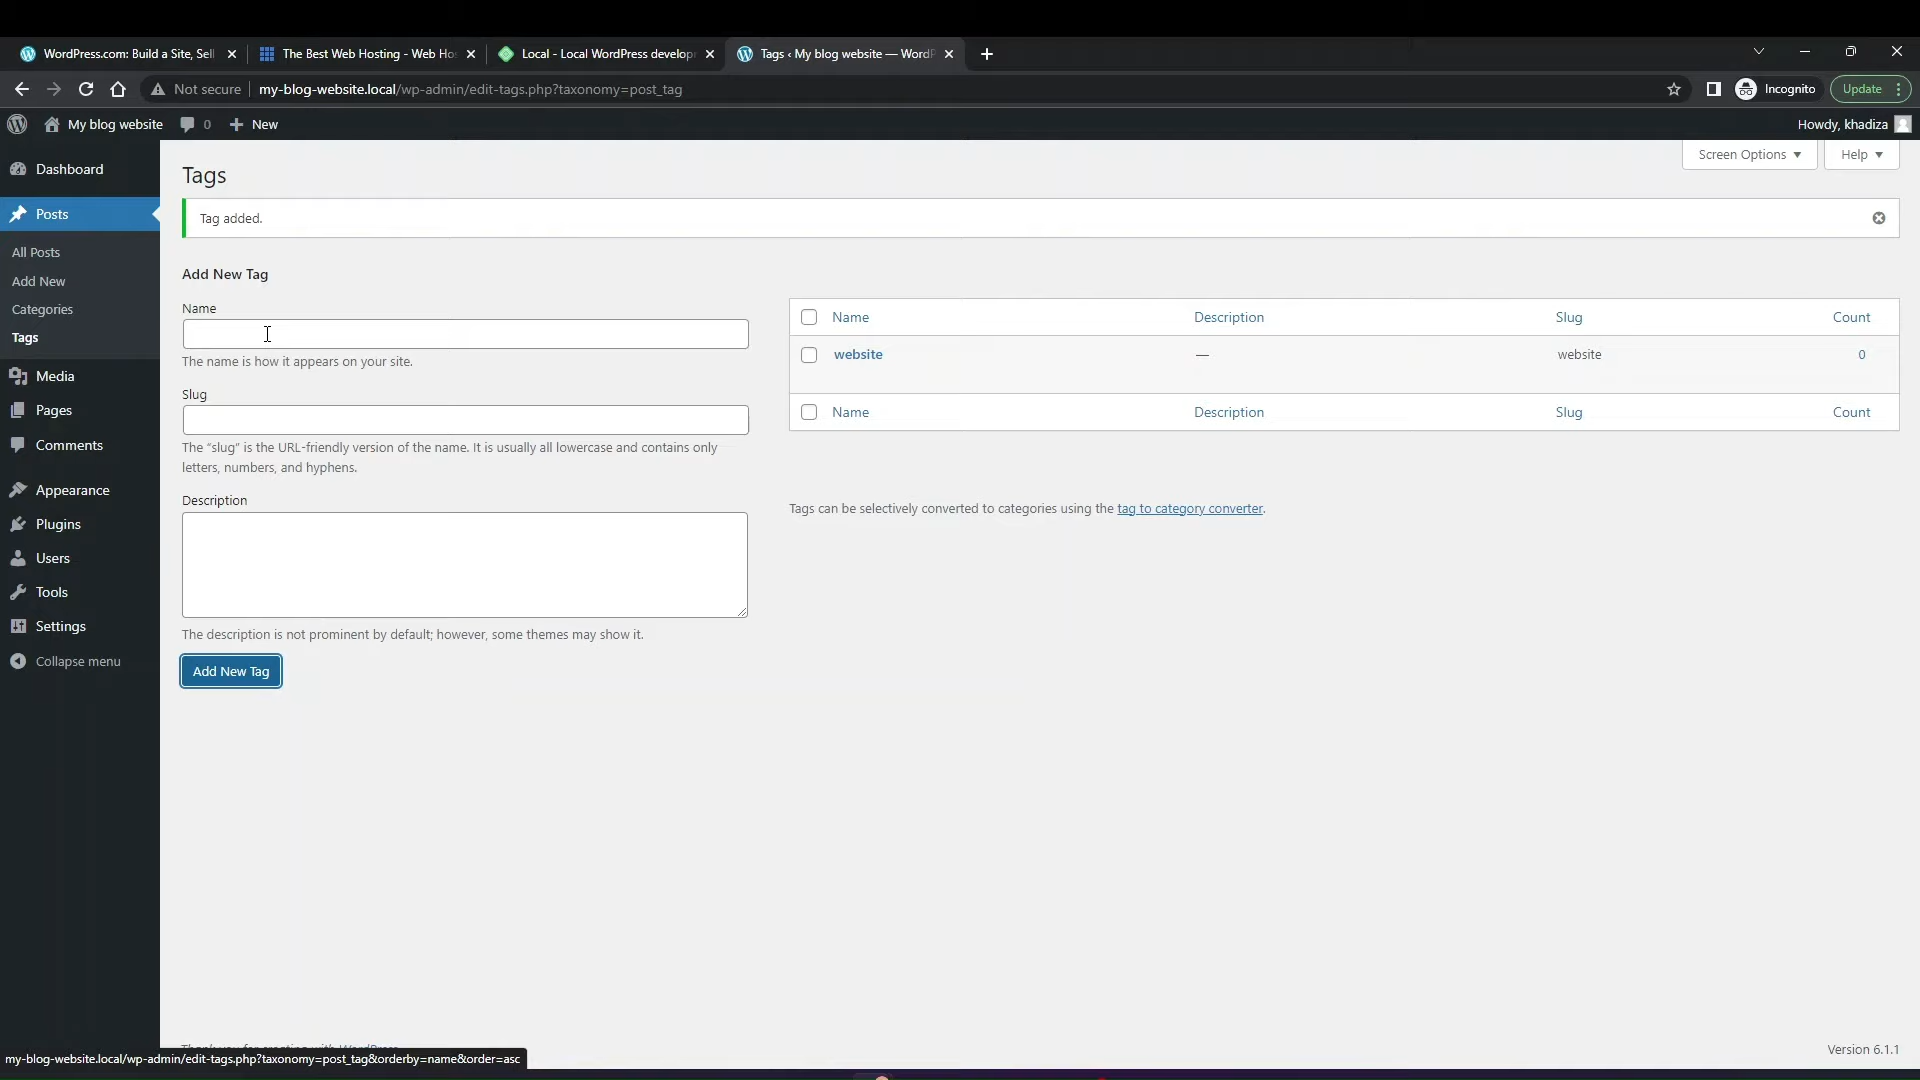 WordPress.com: Build a Site, Sell
The Best Web Hosting - Web Hos
Local - Local WordPress develop
Tags ‹ My blog website — WordP
Not secure
my-blog-website.local/wp-admin/edit-tags.php?taxonomy=post_tag
Incognito
Update
My blog website
0
New
Howdy, khadiza
Dashboard
Posts
All Posts
Add New
Categories
Tags
Media
Pages
Comments
Appearance
Plugins
Users
Tools
Settings
Collapse menu
Screen Options
Help
Tags
Tag added.
Add New Tag
Name
The name is how it appears on your site.
Slug
The “slug” is the URL-friendly version of the name. It is usually all lowercase and contains only
letters, numbers, and hyphens.
Description
The description is not prominent by default; however, some themes may show it.
Add New Tag
Name Description Slug Count
website — website 0
Name Description Slug Count
Tags can be selectively converted to categories using the tag to category converter.
Version 6.1.1
my-blog-website.local/wp-admin/edit-tags.php?taxonomy=post_tag&orderby=name&order=asc